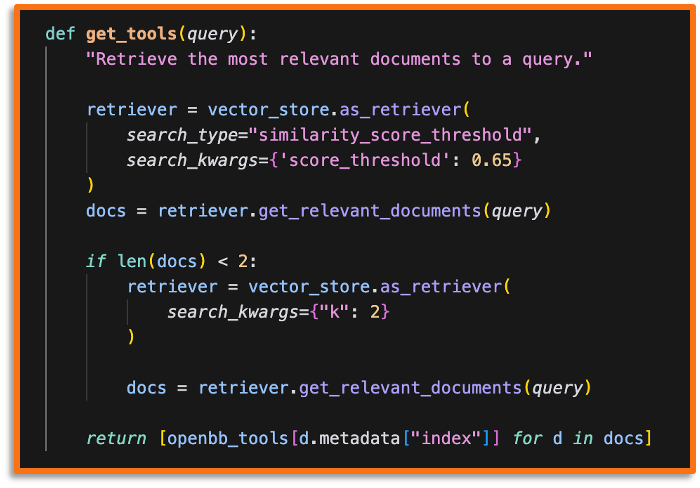 def get_tools(query):
    "Retrieve the most relevant documents to a query."

    retriever = vector_store.as_retriever(
        search_type="similarity_score_threshold",
        search_kwargs={'score_threshold': 0.65}
    )
    docs = retriever.get_relevant_documents(query)

    if len(docs) < 2:
        retriever = vector_store.as_retriever(
            search_kwargs={"k": 2}
        )

        docs = retriever.get_relevant_documents(query)

    return [openbb_tools[d.metadata["index"]] for d in docs]